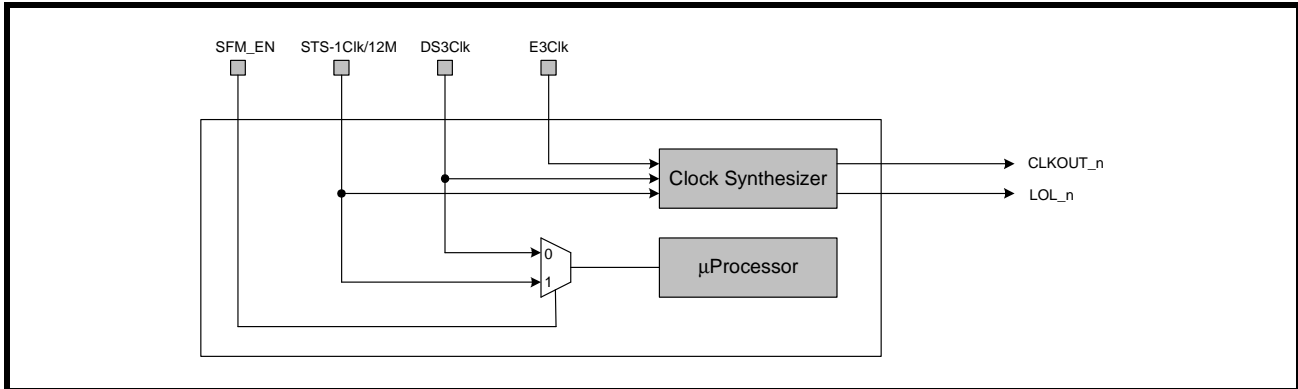 SFM_EN STS-1Clk/12M DS3Clk E3Clk
CLKOUT_n
Clock Synthesizer
LOL_n
0
µProcessor
1